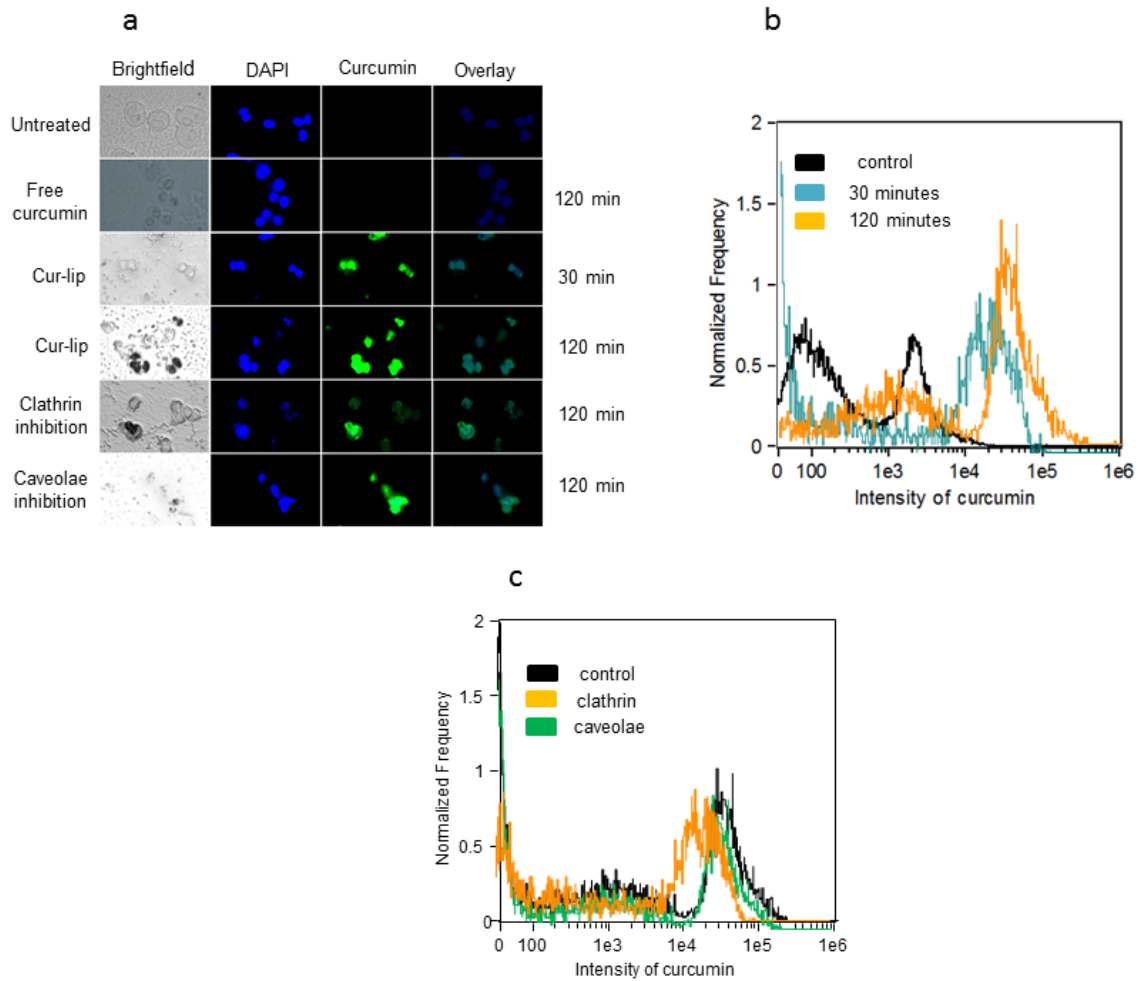 a
Brightfield DAPI Curcumin Overlay
Untreated
Free
curcumin
120 min
Cur-lip
30 min
Cur-lip
120 min
Clathrin
inhibition
120 min
Caveolae
inhibition
120 min
b
2
1.5
1
0.5
0
Normalized Frequency
control
30 minutes
120 minutes
0 100 1e3 1e4 1e5 1e6
Intensity of curcumin
c
2
1.5
1
0.5
0
Normalized Frequency
control
clathrin
caveolae
0 100 1e3 1e4 1e5 1e6
Intensity of curcumin